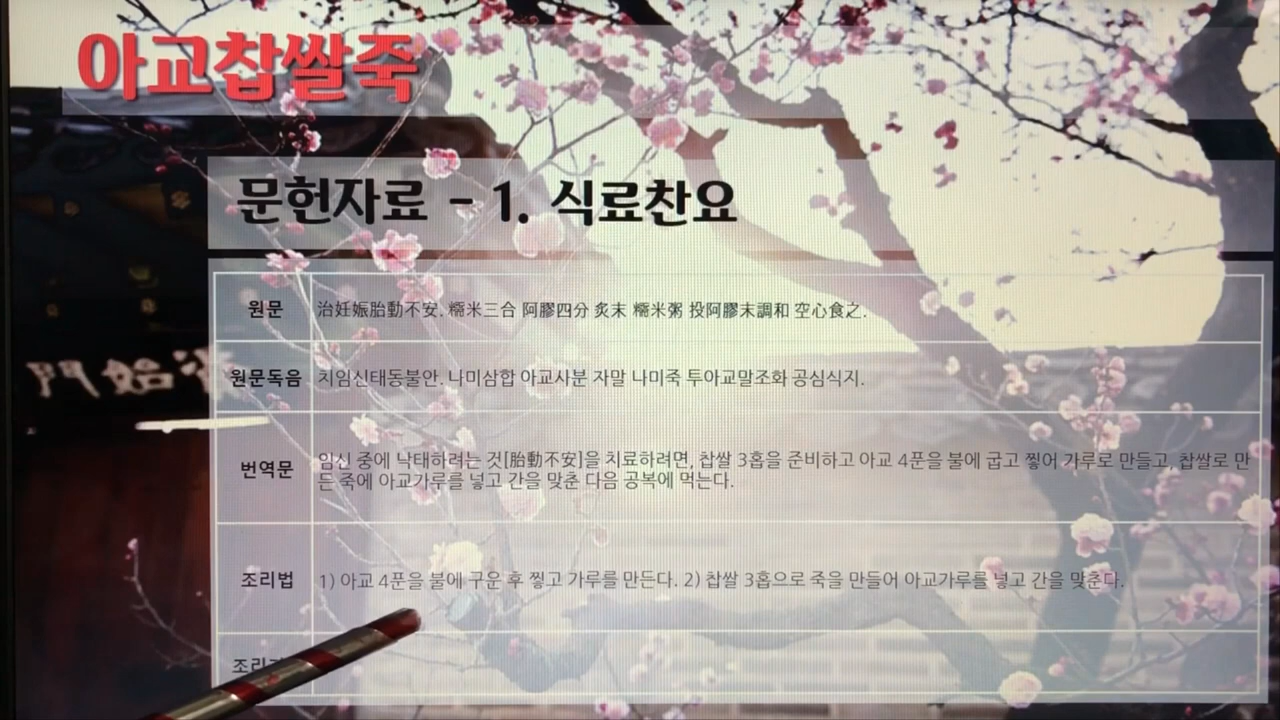 아교찹쌀죽
문헌자료 - 1. 식료찬요
원문
治妊娠胎動不安. 糯米三合 阿膠四分 炙末 糯米粥 投阿膠末調和 空心食之.
원문독음
치임신태동불안. 나미삼합 아교사분 자말 나미죽 투아교말조화 공심식지.
번역문
임신 중에 낙태하려는 것[胎動不安]을 치료하려면, 찹쌀 3홉을 준비하고 아교 4푼을 불에 굽고 찧어 가루로 만들고, 찹쌀로 만
든 죽에 아교가루를 넣고 간을 맞춘 다음 공복에 먹는다.
조리법
1) 아교 4푼을 불에 구운 후 찧고 가루를 만든다. 2) 찹쌀 3홉으로 죽을 만들어 아교가루를 넣고 간을 맞춘다.
조리